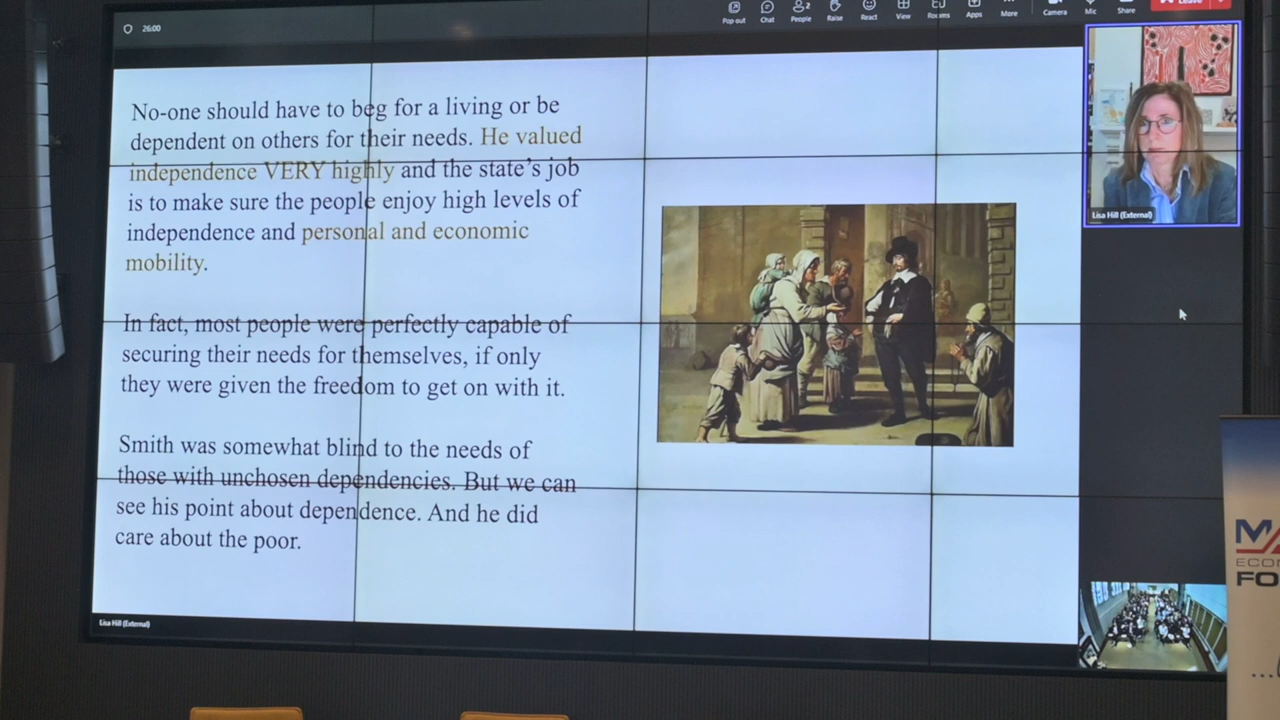 26:00
Pop out Chat People 2 Raise React View Rooms Apps More Camera Mic Share Leave
No-one should have to beg for a living or be
dependent on others for their needs. He valued
independence VERY highly and the state's job
is to make sure the people enjoy high levels of
independence and personal and economic
mobility.
In fact, most people were perfectly capable of
securing their needs for themselves, if only
they were given the freedom to get on with it.
Smith was somewhat blind to the needs of
those with unchosen dependencies. But we can
see his point about dependence. And he did
care about the poor.
Lisa Hill (External)
Lisa Hill (External)
ECO
FO